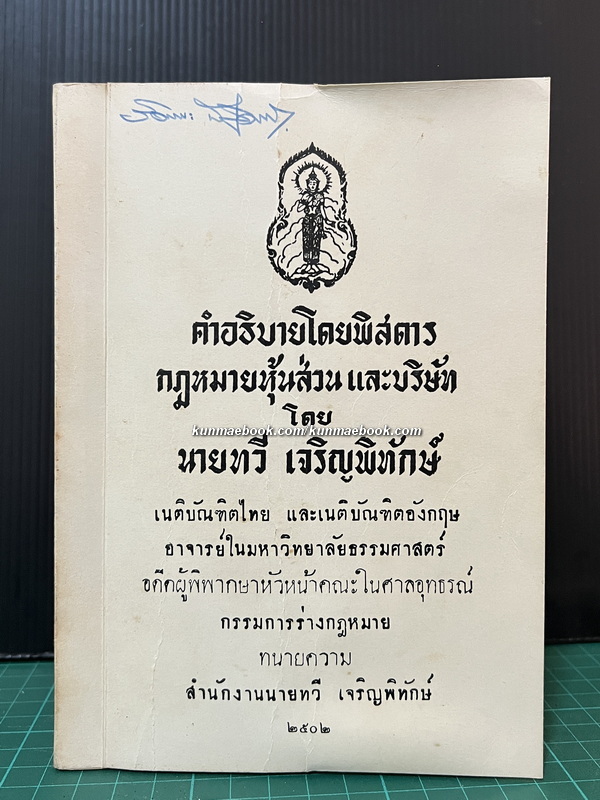 คำอธิบายโดยพิสดาร
กฎหมายหุ้นส่วนและบริษัท
โดย
kunmaebook.com/kunmaebook.com
นายทวี เจริญพิทักษ์
เนติบัณฑิตไทย และเนติบัณฑิตอังกฤษ
อาจารย์ในมหาวิทยาลัยธรรมศาสตร์
อดีตผู้พิพากษาหัวหน้าคณะในศาลอุทธรณ์
กรรมการร่างกฎหมาย
ทนายความ
สำนักงานนายทวี เจริญพิทักษ์
๒๕๐๒